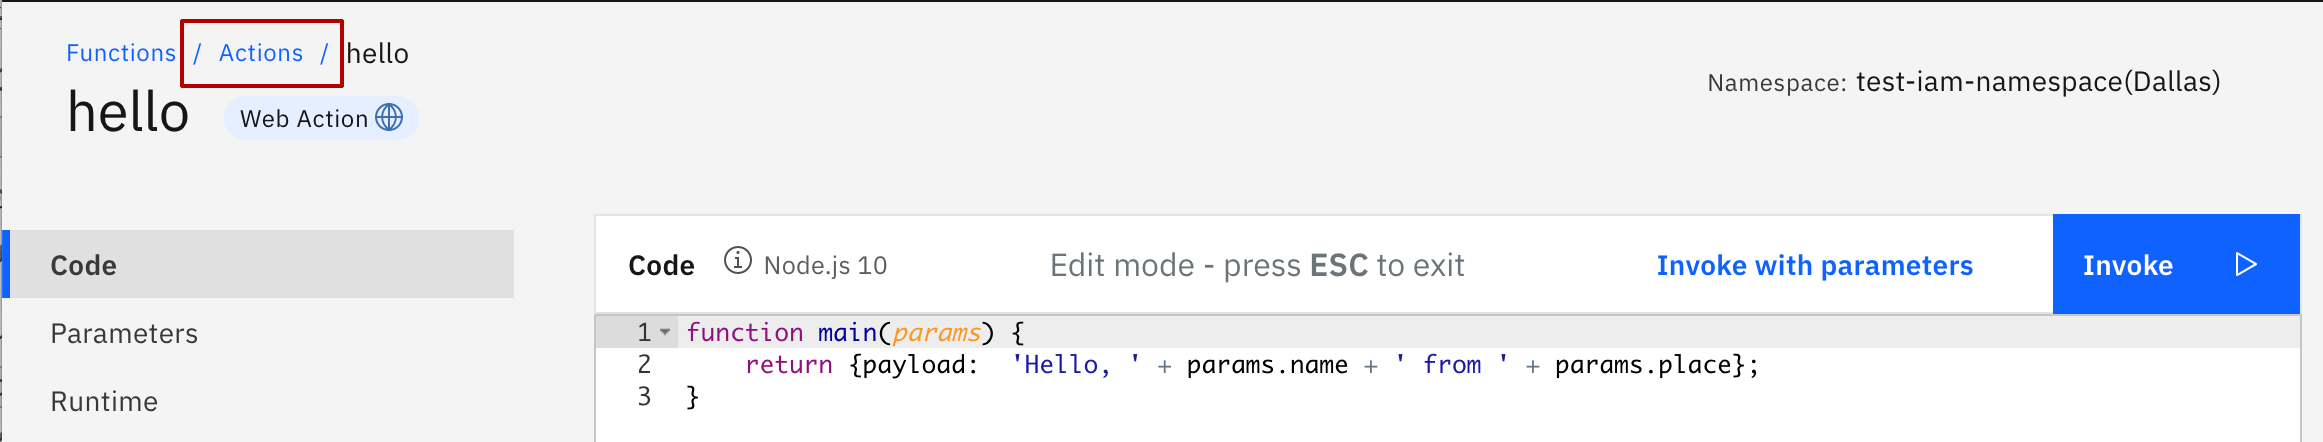 Functions / Actions / hello
Namespace: test-iam-namespace(Dallas)
hello Web Action
Code
Parameters
Runtime
Code Node.js 10 Edit mode - press ESC to exit Invoke with parameters Invoke
1 function main(params) {
2     return {payload:  'Hello, ' + params.name + ' from ' + params.place};
3 }